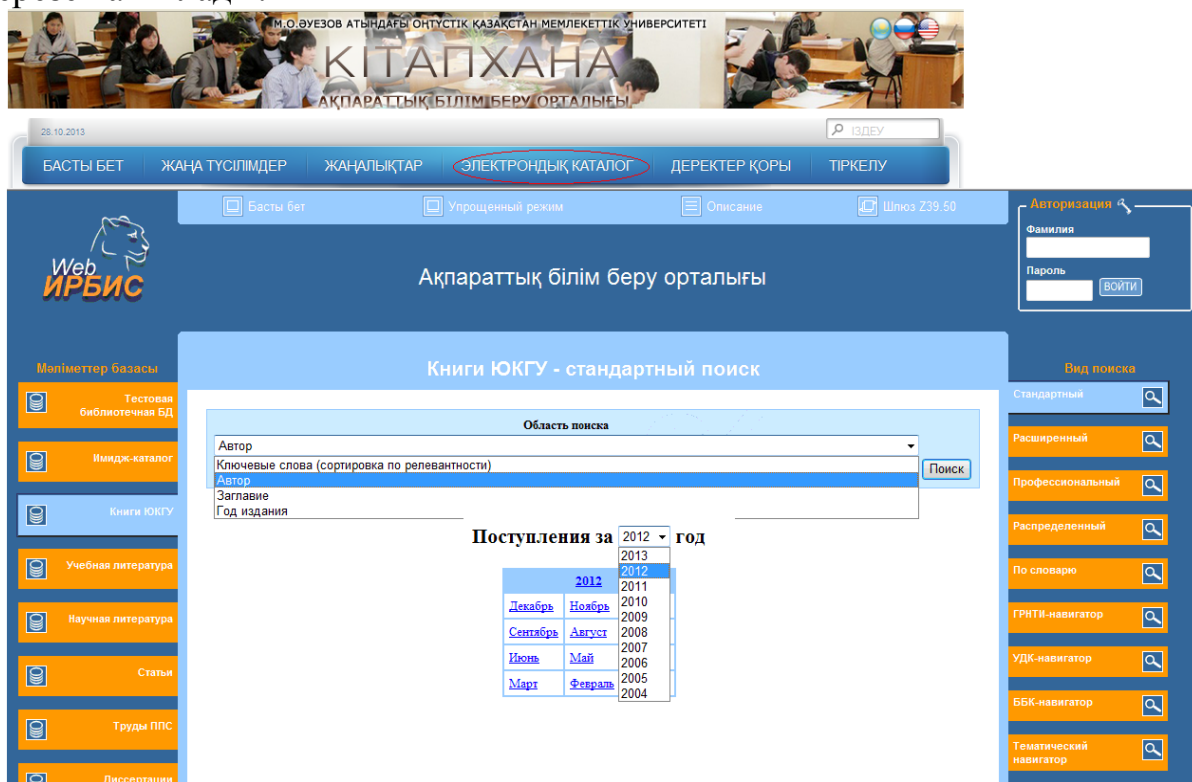 М.О.ӘУЕЗОВ АТЫНДАҒЫ ОҢТҮСТІК ҚАЗАҚСТАН МЕМЛЕКЕТТІК УНИВЕРСИТЕТІ
КІТАПХАНА
АҚПАРАТТЫҚ БІЛІМ БЕРУ ОРТАЛЫҒЫ
28.10.2013
ІЗДЕУ
БАСТЫ БЕТ ЖАҢА ТҮСІЛІМДЕР ЖАҢАЛЫҚТАР ЭЛЕКТРОНДЫҚ КАТАЛОГ ДЕРЕКТЕР ҚОРЫ ТІРКЕЛУ
Басты бет Упрощенный режим Описание Шлюз Z39.50
Авторизация
Фамилия
Пароль
ВОЙТИ
Web
ИРБИС
Ақпараттық білім беру орталығы
Мәліметтер базасы
Тестовая
библиотечная БД
Имидж-каталог
Книги ЮКГУ
Учебная литература
Научная литература
Статьи
Труды ППС
Диссертации
Книги ЮКГУ - стандартный поиск
Область поиска
Автор
Ключевые слова (сортировка по релевантности)
Автор
Заглавие
Год издания
Поиск
Поступления за 2012 год
2013
2012
2011
2010
2009
2008
2007
2006
2005
2004
2012
Декабрь Ноябрь
Сентябрь Август
Июнь Май
Март Февраль
Вид поиска
Стандартный
Расширенный
Профессиональный
Распределенный
По словарю
ГРНТИ-навигатор
УДК-навигатор
ББК-навигатор
Тематический
навигатор